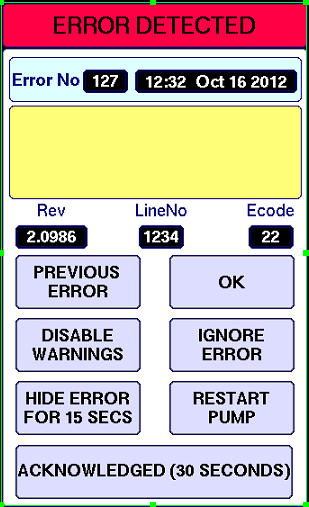 ERROR DETECTED
Error No 127 12:32 Oct 16 2012
Rev LineNo Ecode
2.0986 1234 22
PREVIOUS ERROR
OK
DISABLE WARNINGS
IGNORE ERROR
HIDE ERROR FOR 15 SECS
RESTART PUMP
ACKNOWLEDGED (30 SECONDS)